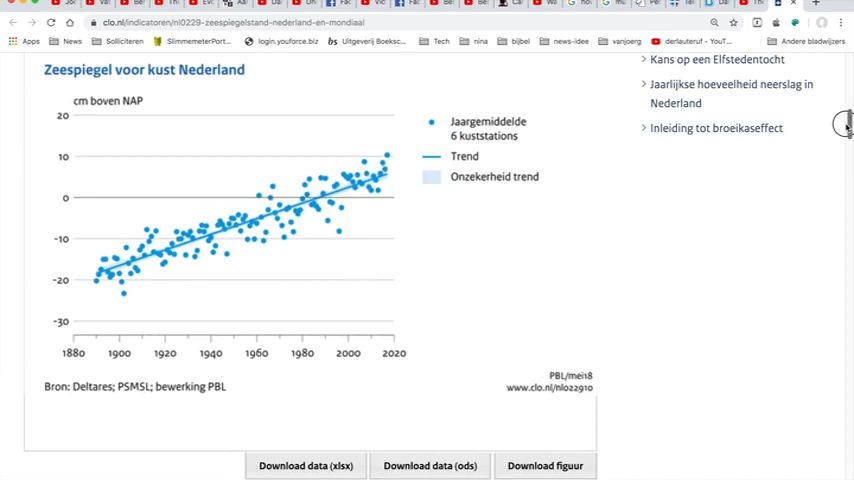 clo.nl/indicatoren/nl0229-zeespiegelstand-nederland-en-mondiaal
Apps
News
Solliciteren
SlimmemeterPort...
login.youforce.biz
Uitgeverij Boeksc...
Tech
nina
bijbel
news-idee
vanjoerg
derlauteruf - YouT...
Andere bladwijzers
Zeespiegel voor kust Nederland
cm boven NAP
20
10
0
-10
-20
-30
1880 1900 1920 1940 1960 1980 2000 2020
Jaargemiddelde
6 kuststations
Trend
Onzekerheid trend
Bron: Deltares; PSMSL; bewerking PBL
PBL/mei18
www.clo.nl/nl022910
Download data (xlsx)
Download data (ods)
Download figuur
Kans op een Elfstedentocht
Jaarlijkse hoeveelheid neerslag in
Nederland
Inleiding tot broeikaseffect